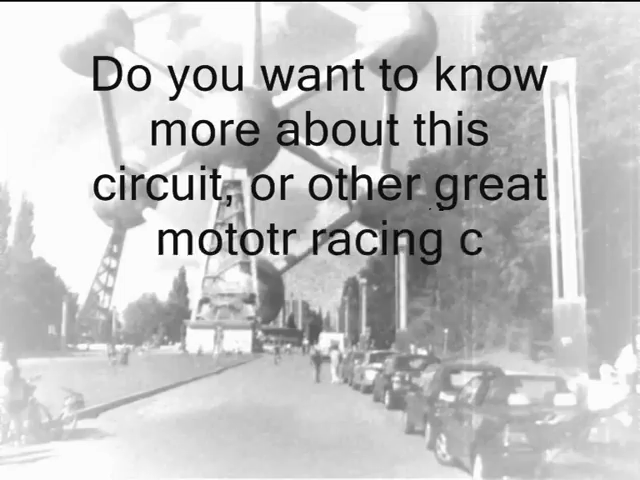 Do you want to know
more about this
circuit, or other great
mototr racing c